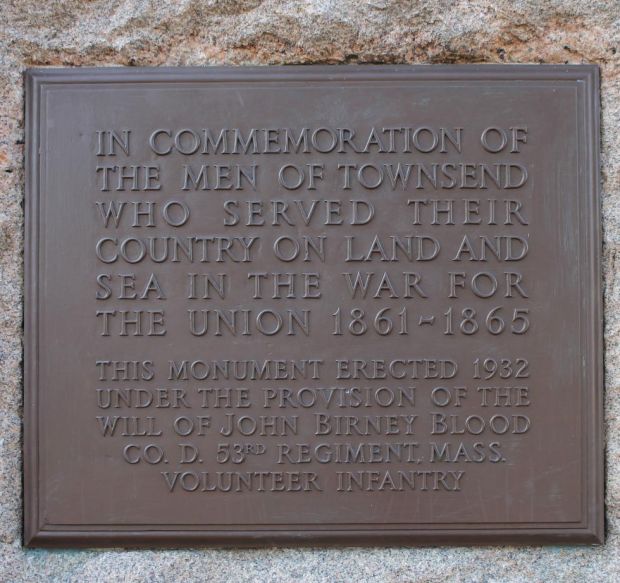 IN COMMEMORATION OF
THE MEN OF TOWNSEND
WHO SERVED THEIR
COUNTRY ON LAND AND
SEA IN THE WAR FOR
THE UNION 1861-1865
THIS MONUMENT ERECTED 1932
UNDER THE PROVISION OF THE
WILL OF JOHN BIRNEY BLOOD
CO. D. 53RD REGIMENT, MASS.
VOLUNTEER INFANTRY